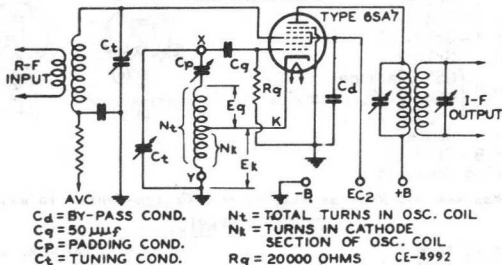 TYPE 6SA7
R-F
INPUT
Ct
X
Cp
Cg
Rg
Cd
Eg
Nt
K
Nk
Ct
Ek
Y
I-F
OUTPUT
AVC
-B
EC2
+B
Cd = BY-PASS COND.
Cg = 50 μμf
Cp = PADDING COND.
Ct = TUNING COND.
Nt = TOTAL TURNS IN OSC. COIL
Nk = TURNS IN CATHODE
SECTION OF OSC. COIL
Rg = 20000 OHMS
CE-4992